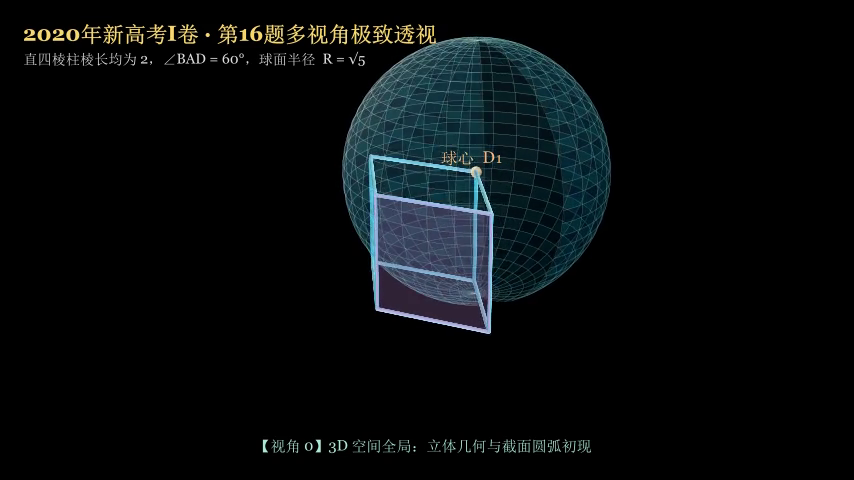 2020年新高考I卷 · 第16题多视角极致透视
直四棱柱棱长均为 2，∠BAD = 60°，球面半径 R = √5
球心 D1
【视角 0】3D 空间全局：立体几何与截面圆弧初现